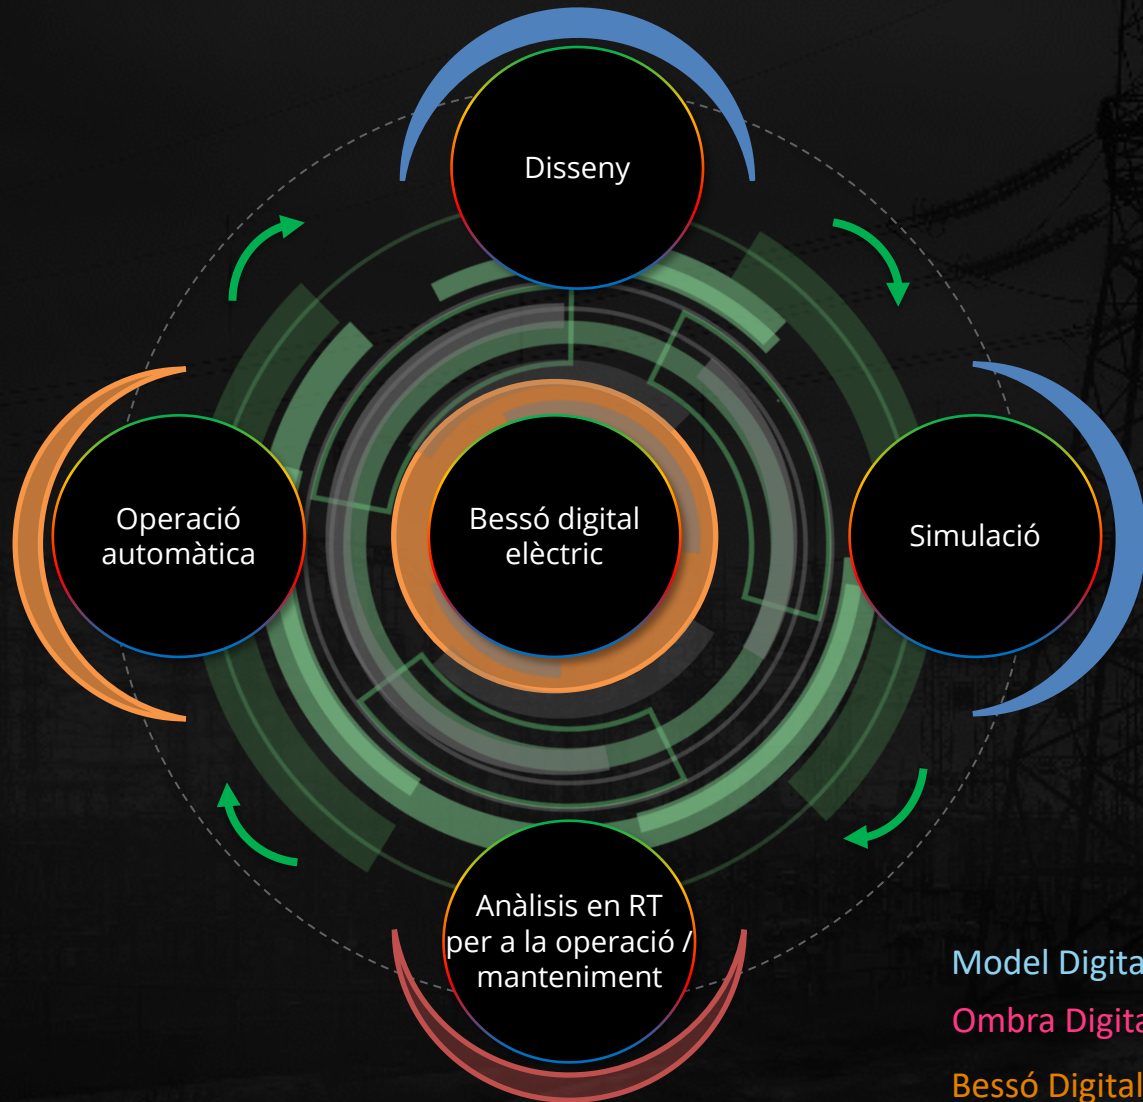 Disseny
Operació
automàtica
Bessó digital
elèctric
Simulació
Anàlisis en RT
per a la operació /
manteniment
Model Digita
Ombra Digita
Bessó Digital